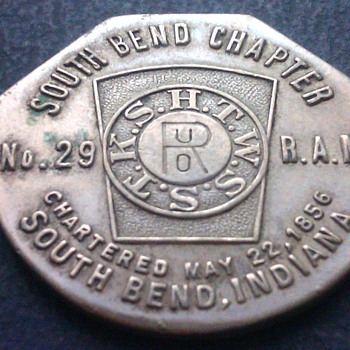 SOUTH BEND CHAPTER
No. 29 R.A.M
H.T.W.S.S.T.K.S.
R
CHARTERED MAY 22, 1856
SOUTH BEND, INDIANA